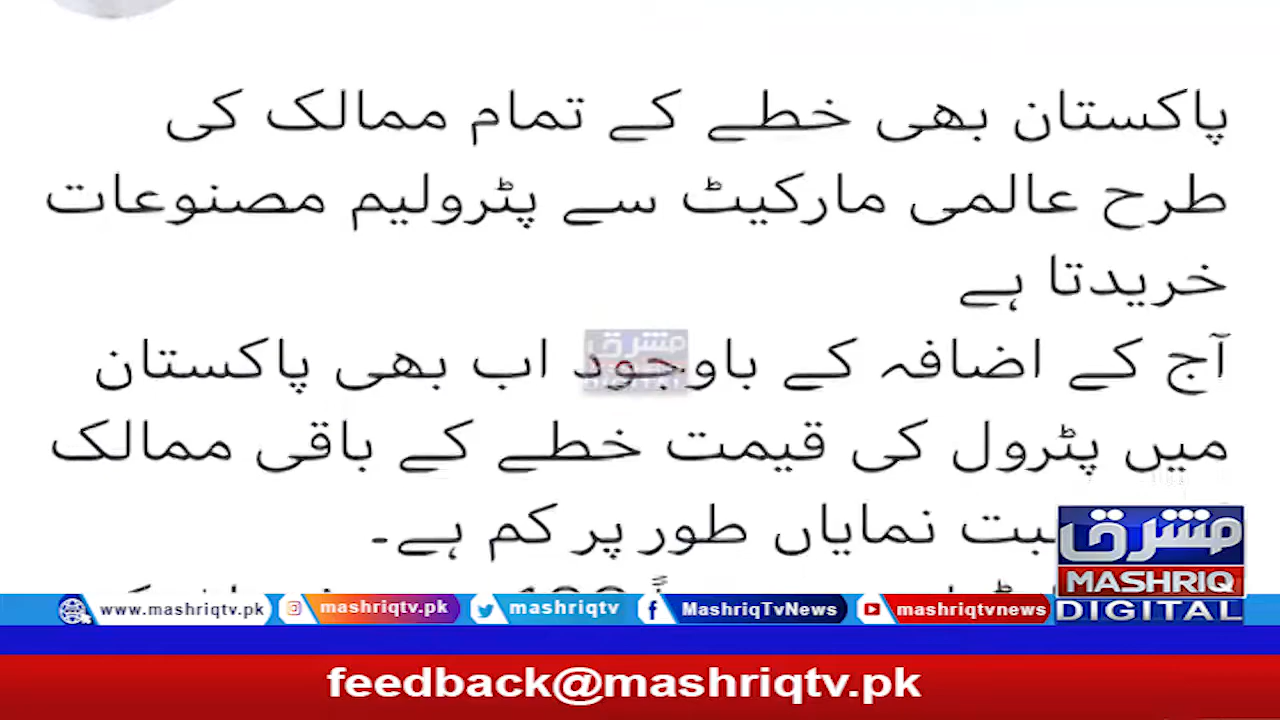 پاکستان بھی خطے کے تمام ممالک کی
طرح عالمی مارکیٹ سے پٹرولیم مصنوعات
خریدتا ہے
آج کے اضافہ کے باوجود اب بھی پاکستان
میں پٹرول کی قیمت خطے کے باقی ممالک
نمایاں طور پر کم ہے۔
مشرق
DIGITAL
مشرق
MASHRIQ
DIGITAL
www.mashriqtv.pk mashriqtv.pk mashriqtv MashriqTvNews mashriqtvnews
feedback@mashriqtv.pk